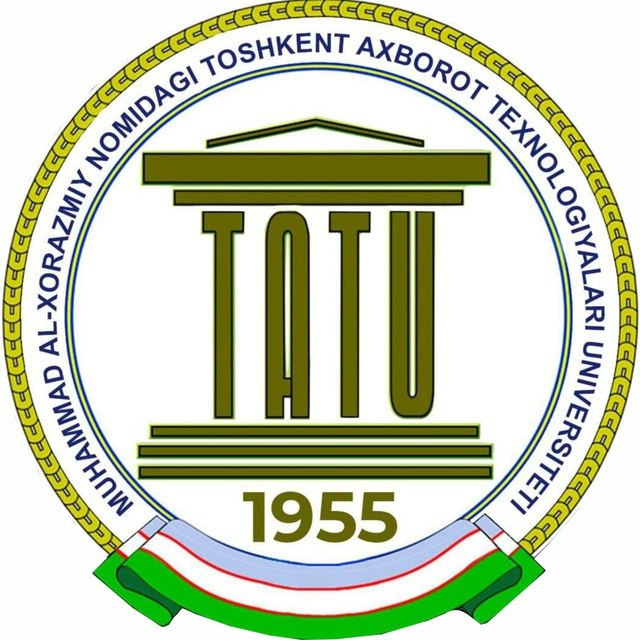 MUHAMMAD AL-XORAZMIY NOMIDAGI TOSHKENT AXBOROT TEXNOLOGIYALARI UNIVERSITETI
TATU
1955